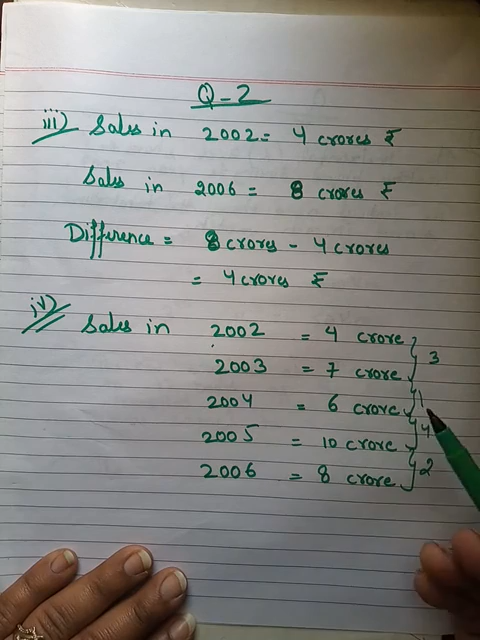 Q-2
iii) Sales in 2002 = 4 crores ₹
Sales in 2006 = 8 crores ₹
Difference = 8 crores - 4 crores
= 4 crores ₹
iv) Sales in 2002 = 4 crore
3
2003 = 7 crore
1
2004 = 6 crore
4
2005 = 10 crore
2
2006 = 8 crore